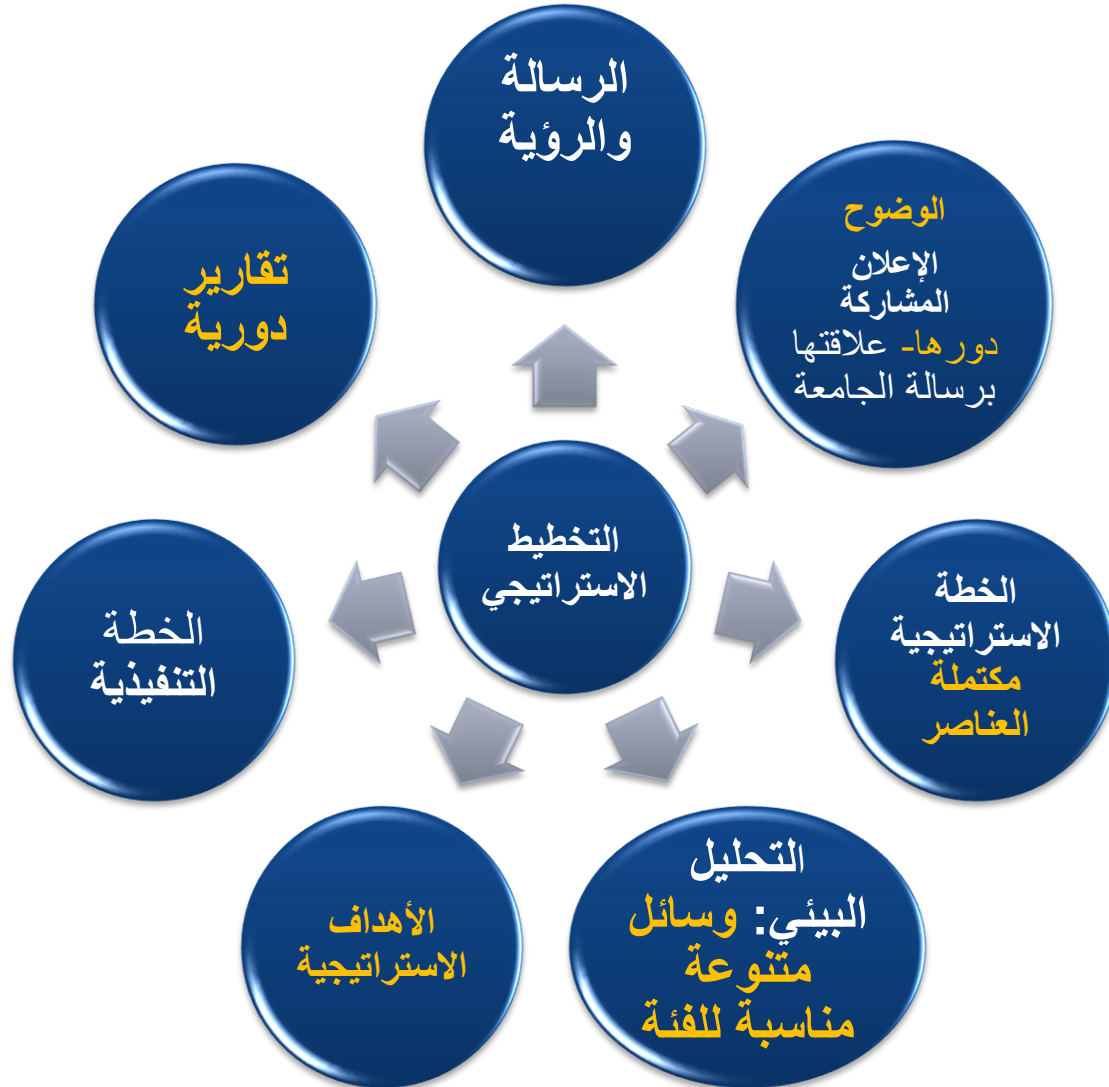 الرسالة
والرؤية
الوضوح
الإعلان
المشاركة
دورها- علاقتها
برسالة الجامعة
الخطة
الاستراتيجية
مكتملة
العناصر
التحليل
البيئي: وسائل
متنوعة
مناسبة للفئة
الأهداف
الاستراتيجية
الخطة
التنفيذية
تقارير
دورية
التخطيط
الاستراتيجي